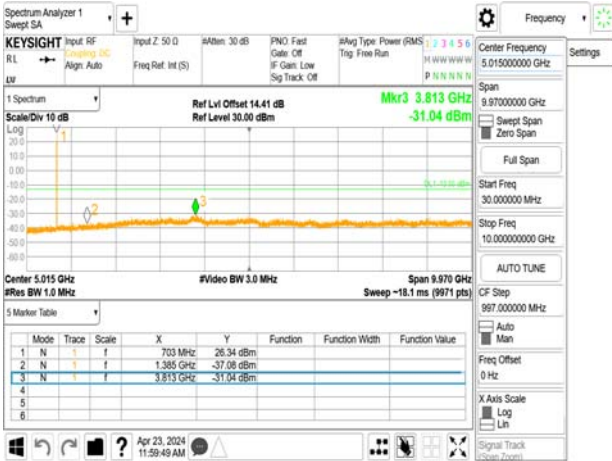 Spectrum Analyzer 1
Swept SA
KEYSIGHT
RL
Input: RF
Coupling: DC
Align: Auto
Input Z: 50 Ω
Freq Ref: Int (S)
#Atten: 30 dB
PNO: Fast
Gate: Off
IF Gain: Low
Sig Track: Off
#Avg Type: Power (RMS
Trig: Free Run
1 2 3 4 5 6
M W W W W W
P N N N N N
1 Spectrum
Scale/Div 10 dB
Ref Lvl Offset 14.41 dB
Ref Level 30.00 dBm
Mkr3 3.813 GHz
-31.04 dBm
Log
20.0
10.0
0.00
-10.0
-20.0
-30.0
-40.0
-50.0
-60.0
1
2
3
Center 5.015 GHz
#Res BW 1.0 MHz
#Video BW 3.0 MHz
Span 9.970 GHz
Sweep ~18.1 ms (9971 pts)
5 Marker Table
Mode Trace Scale X Y Function Function Width Function Value
1 N 1 f 703 MHz 26.34 dBm
2 N 1 f 1.385 GHz -37.08 dBm
3 N 1 f 3.813 GHz -31.04 dBm
4
5
6
Apr 23, 2024
11:59:49 AM
Frequency
Settings
Center Frequency
5.015000000 GHz
Span
9.97000000 GHz
Swept Span
Zero Span
Full Span
Start Freq
30.000000 MHz
Stop Freq
10.000000000 GHz
AUTO TUNE
CF Step
997.000000 MHz
Auto
Man
Freq Offset
0 Hz
X Axis Scale
Log
Lin
Signal Track
(Span Zoom)